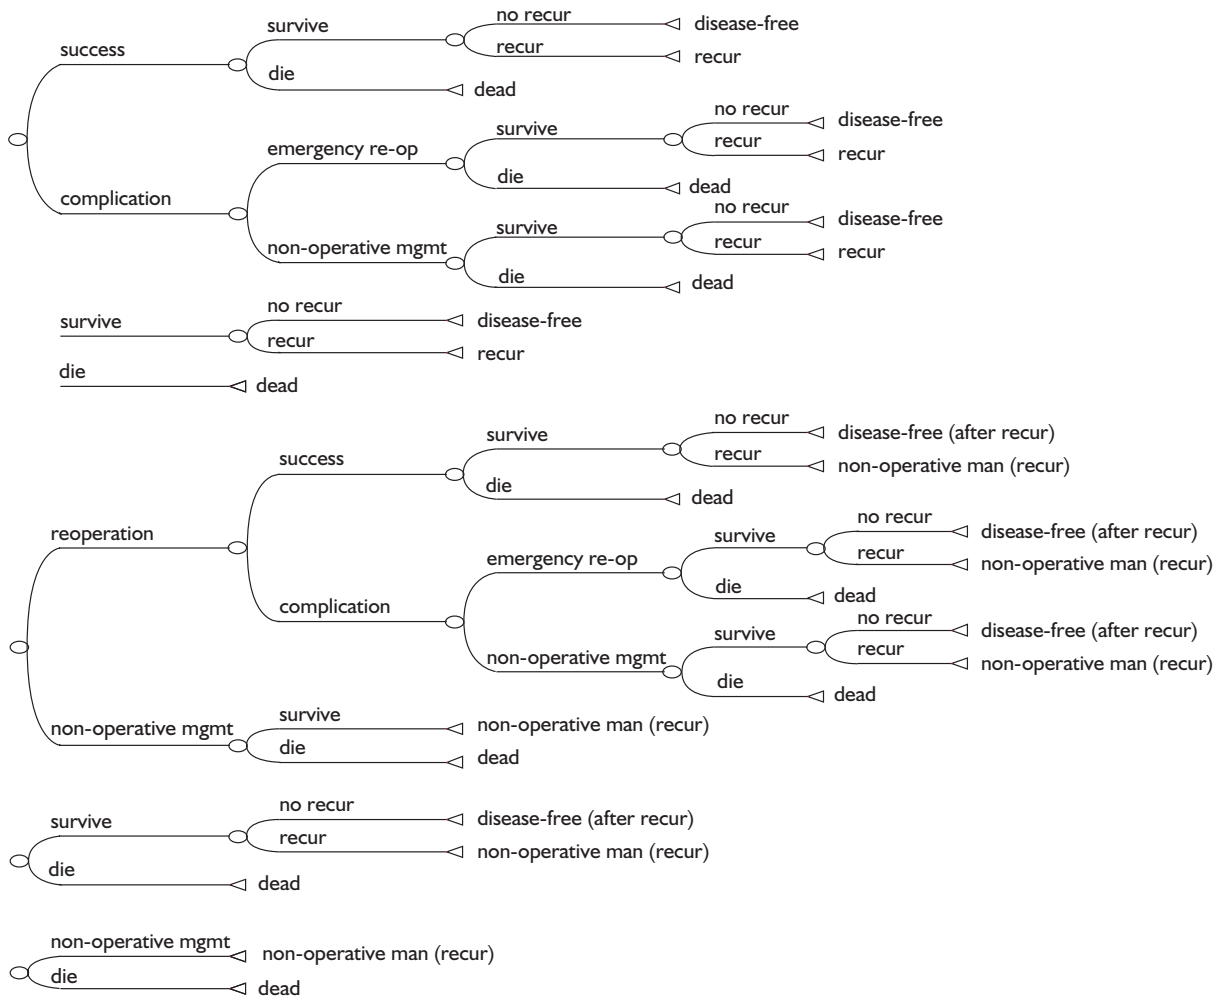 no recur
disease-free
survive
recur
recur
success
die
dead
no recur
disease-free
survive
recur
recur
emergency re-op
die
dead
complication
no recur
disease-free
survive
recur
recur
non-operative mgmt
die
dead
no recur
disease-free
survive
recur
recur
die
dead
no recur
disease-free (after recur)
survive
recur
non-operative man (recur)
success
die
dead
reoperation
no recur
disease-free (after recur)
survive
recur
non-operative man (recur)
emergency re-op
die
dead
complication
no recur
disease-free (after recur)
survive
recur
non-operative man (recur)
non-operative mgmt
die
dead
non-operative mgmt
survive
non-operative man (recur)
die
dead
no recur
disease-free (after recur)
survive
recur
non-operative man (recur)
die
dead
non-operative mgmt
non-operative man (recur)
die
dead